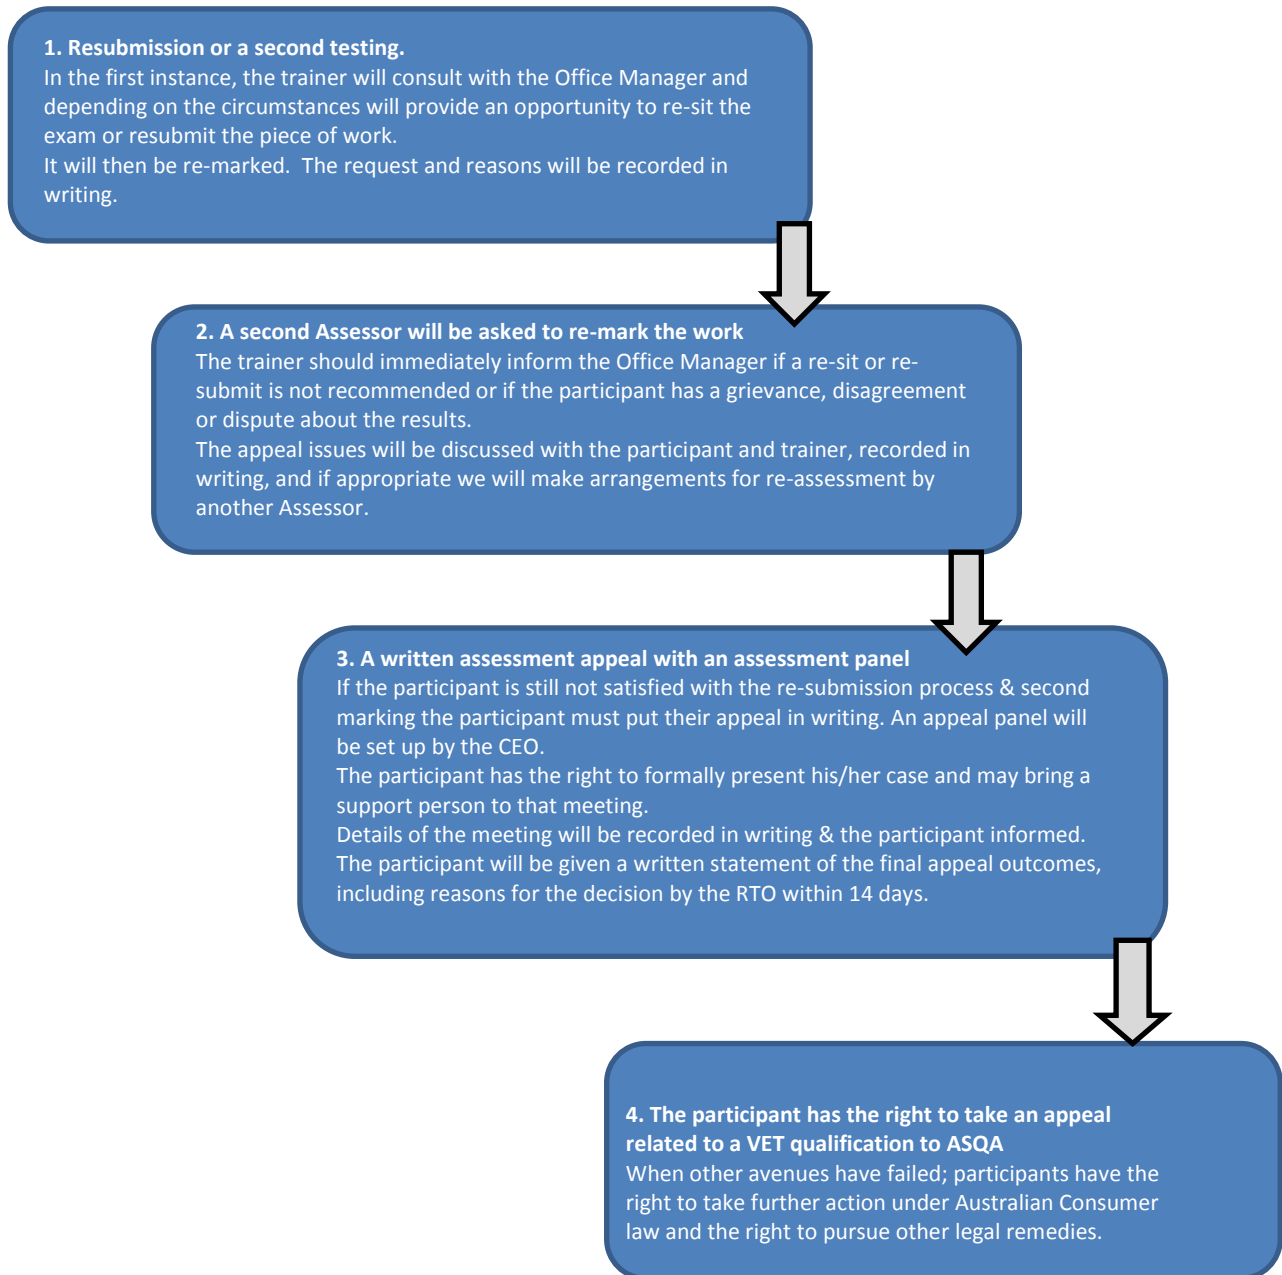 1. Resubmission or a second testing.
In the first instance, the trainer will consult with the Office Manager and
depending on the circumstances will provide an opportunity to re-sit the
exam or resubmit the piece of work.
It will then be re-marked.  The request and reasons will be recorded in
writing.
2. A second Assessor will be asked to re-mark the work
The trainer should immediately inform the Office Manager if a re-sit or re-
submit is not recommended or if the participant has a grievance, disagreement
or dispute about the results.
The appeal issues will be discussed with the participant and trainer, recorded in
writing, and if appropriate we will make arrangements for re-assessment by
another Assessor.
3. A written assessment appeal with an assessment panel
If the participant is still not satisfied with the re-submission process & second
marking the participant must put their appeal in writing. An appeal panel will
be set up by the CEO.
The participant has the right to formally present his/her case and may bring a
support person to that meeting.
Details of the meeting will be recorded in writing & the participant informed.
The participant will be given a written statement of the final appeal outcomes,
including reasons for the decision by the RTO within 14 days.
4. The participant has the right to take an appeal
related to a VET qualification to ASQA
When other avenues have failed; participants have the
right to take further action under Australian Consumer
law and the right to pursue other legal remedies.